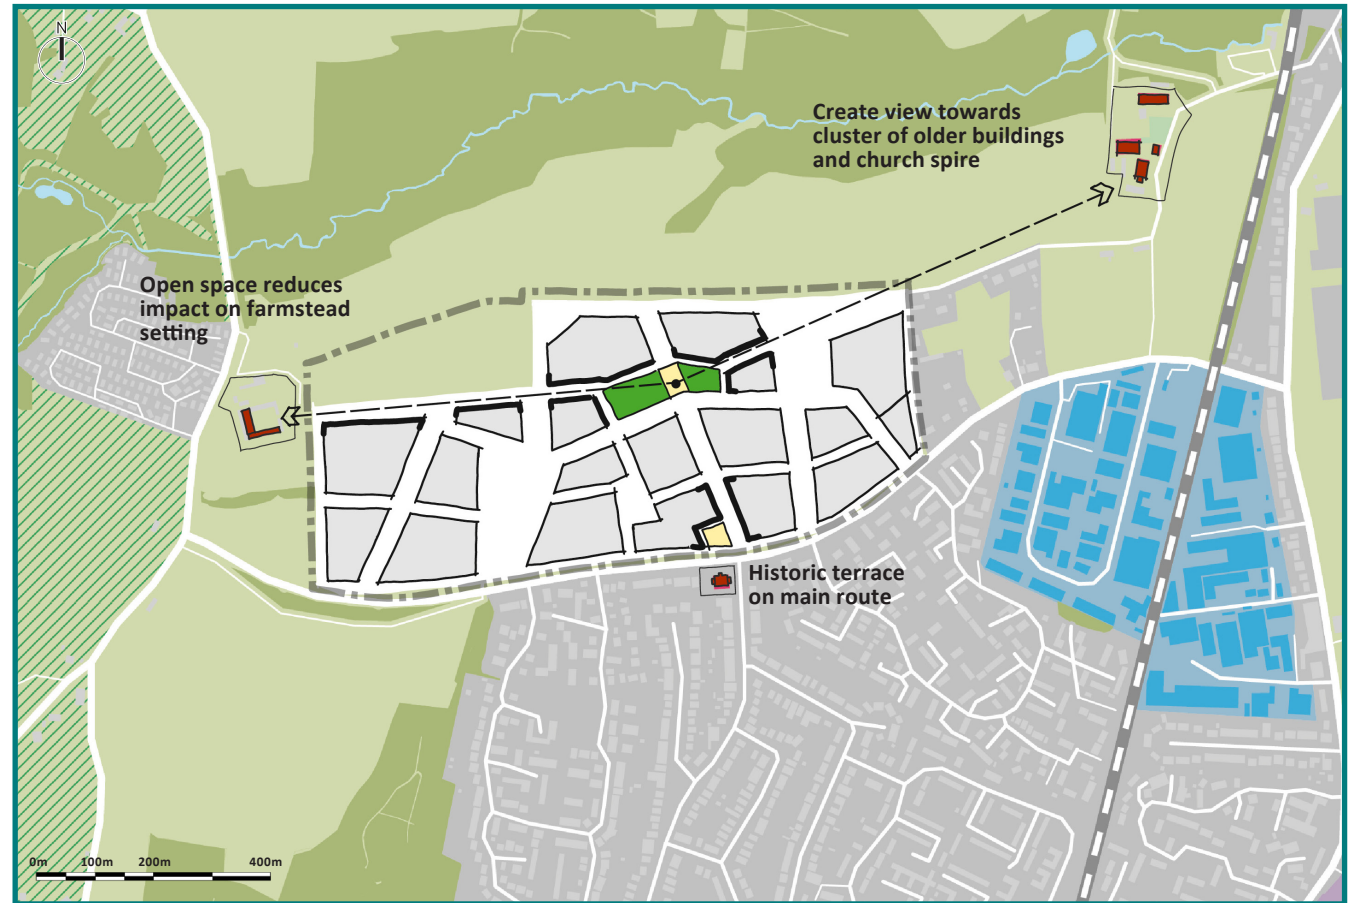 N
Create view towards
cluster of older buildings
and church spire
Open space reduces
impact on farmstead
setting
Historic terrace
on main route
0m 100m 200m 400m